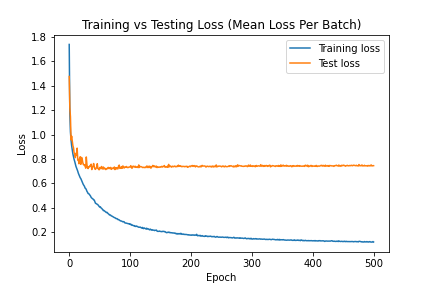 Training vs Testing Loss (Mean Loss Per Batch)
1.8
1.6
1.4
1.2
1.0
0.8
0.6
0.4
0.2
Loss
Training loss
Test loss
0 100 200 300 400 500
Epoch